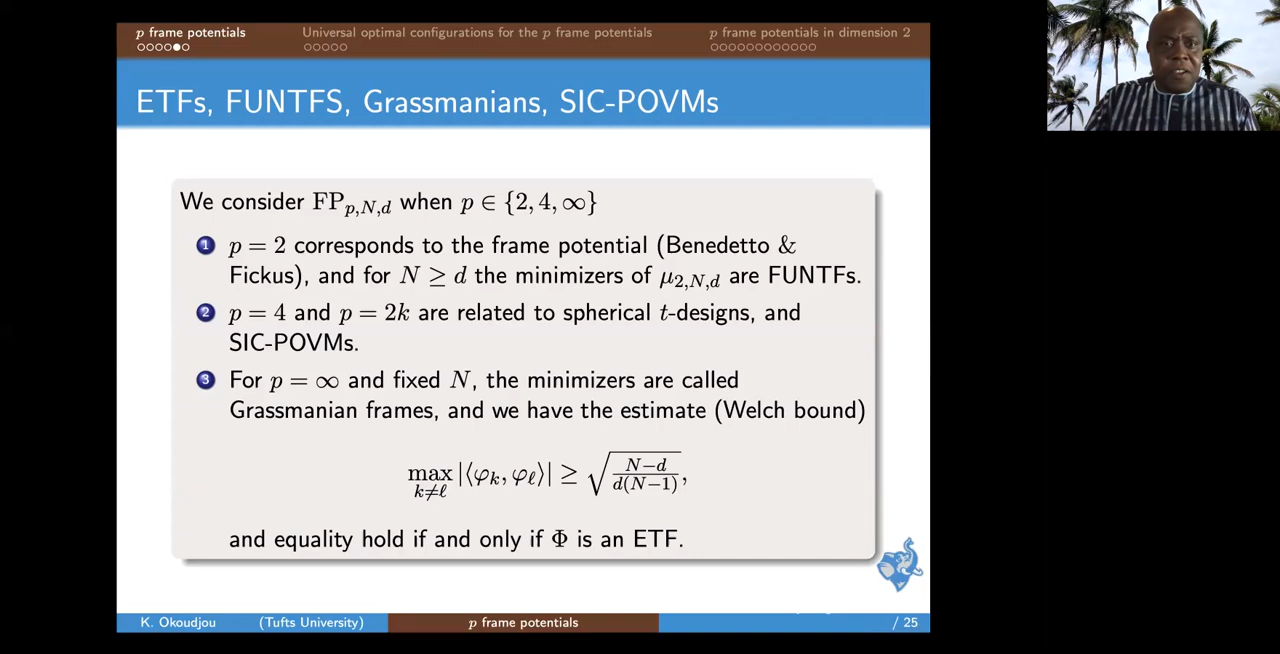 p frame potentials
Universal optimal configurations for the p frame potentials
p frame potentials in dimension 2
ETFs, FUNTFS, Grassmanians, SIC-POVMs
We consider FP_{p,N,d} when p ∈ {2, 4, ∞}
1 p = 2 corresponds to the frame potential (Benedetto &
Fickus), and for N ≥ d the minimizers of μ_{2,N,d} are FUNTFs.
2 p = 4 and p = 2k are related to spherical t-designs, and
SIC-POVMs.
3 For p = ∞ and fixed N, the minimizers are called
Grassmanian frames, and we have the estimate (Welch bound)
max_{k≠ℓ} |⟨φ_k, φ_ℓ⟩| ≥ √((N−d)/(d(N−1))),
and equality hold if and only if Φ is an ETF.
K. Okoudjou (Tufts University)
p frame potentials
/ 25